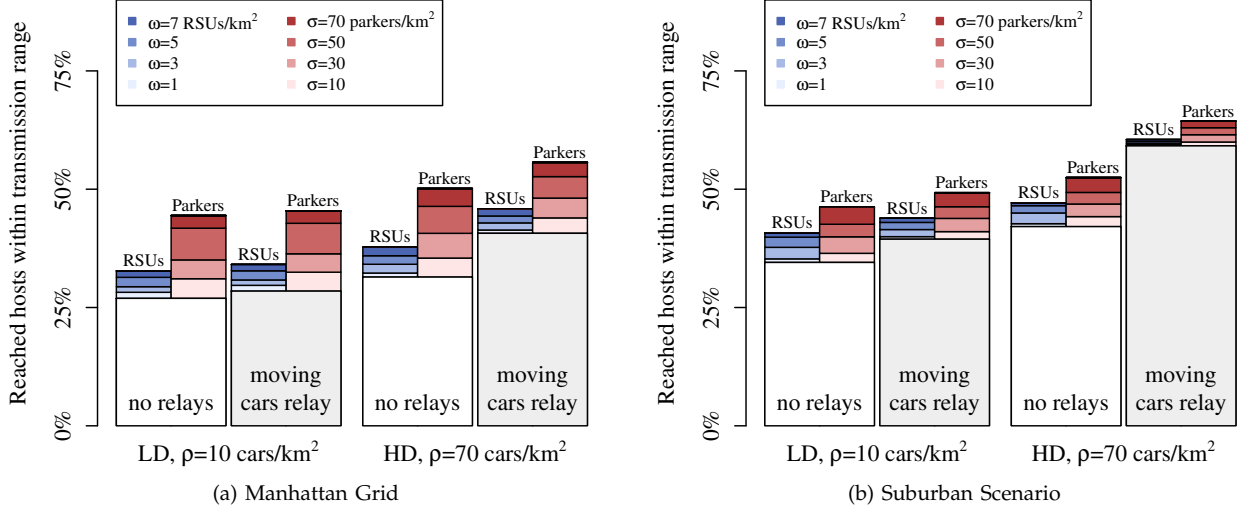 Reached hosts within transmission range
0%
25%
50%
75%
ω=7 RSUs/km²
ω=5
ω=3
ω=1
σ=70 parkers/km²
σ=50
σ=30
σ=10
RSUs
Parkers
RSUs
Parkers
RSUs
Parkers
RSUs
Parkers
no relays
moving
cars relay
no relays
moving
cars relay
LD, ρ=10 cars/km²
HD, ρ=70 cars/km²
(a) Manhattan Grid
Reached hosts within transmission range
0%
25%
50%
75%
ω=7 RSUs/km²
ω=5
ω=3
ω=1
σ=70 parkers/km²
σ=50
σ=30
σ=10
RSUs
Parkers
RSUs
Parkers
RSUs
Parkers
RSUs
Parkers
no relays
moving
cars relay
no relays
moving
cars relay
LD, ρ=10 cars/km²
HD, ρ=70 cars/km²
(b) Suburban Scenario